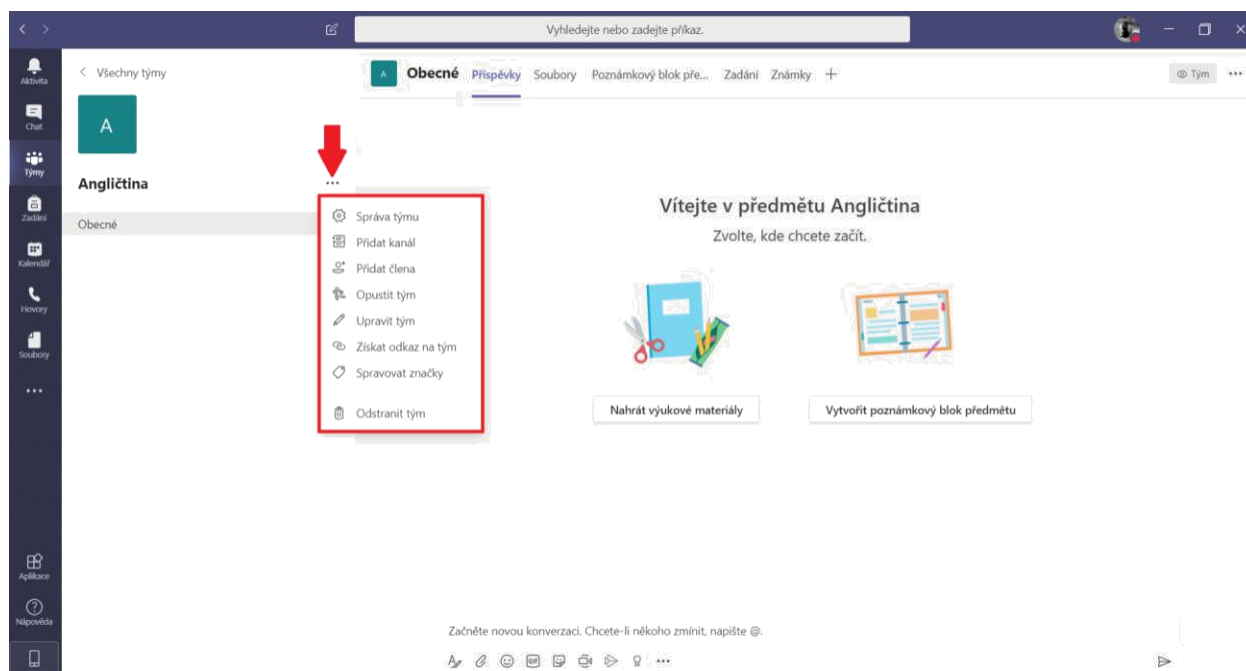 Vyhledejte nebo zadejte příkaz.
Aktivita
Chat
Týmy
Zadání
Kalendář
Hovory
Soubory
Aplikace
Nápověda
Všechny týmy
A
Angličtina
Obecné
Správa týmu
Přidat kanál
Přidat člena
Opustit tým
Upravit tým
Získat odkaz na tým
Spravovat značky
Odstranit tým
A Obecné Příspěvky Soubory Poznámkový blok pře... Zadání Známky +
Tým
Vítejte v předmětu Angličtina
Zvolte, kde chcete začít.
Nahrát výukové materiály
Vytvořit poznámkový blok předmětu
Začněte novou konverzaci. Chcete-li někoho zmínit, napište @.
GIF